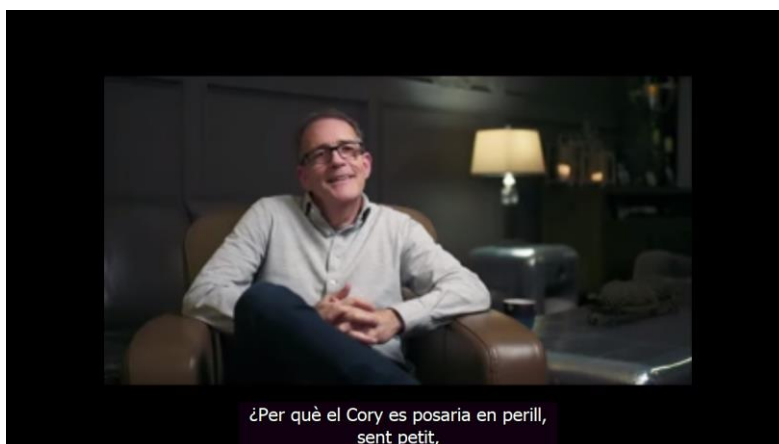 ¿Per què el Cory es posaria en perill,
sent petit,